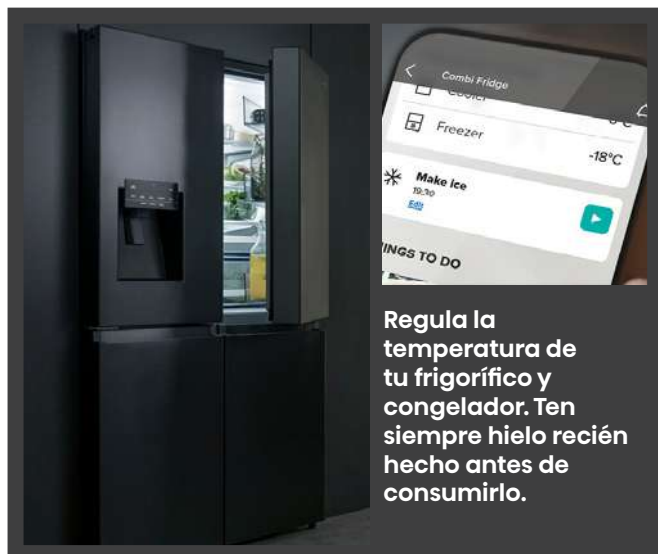 Combi Fridge
Cooler
Freezer
-18°C
Make ice
19:30
Edit
INGS TO DO
Regula la
temperatura de
tu frigorífico y
congelador. Ten
siempre hielo recién
hecho antes de
consumirlo.